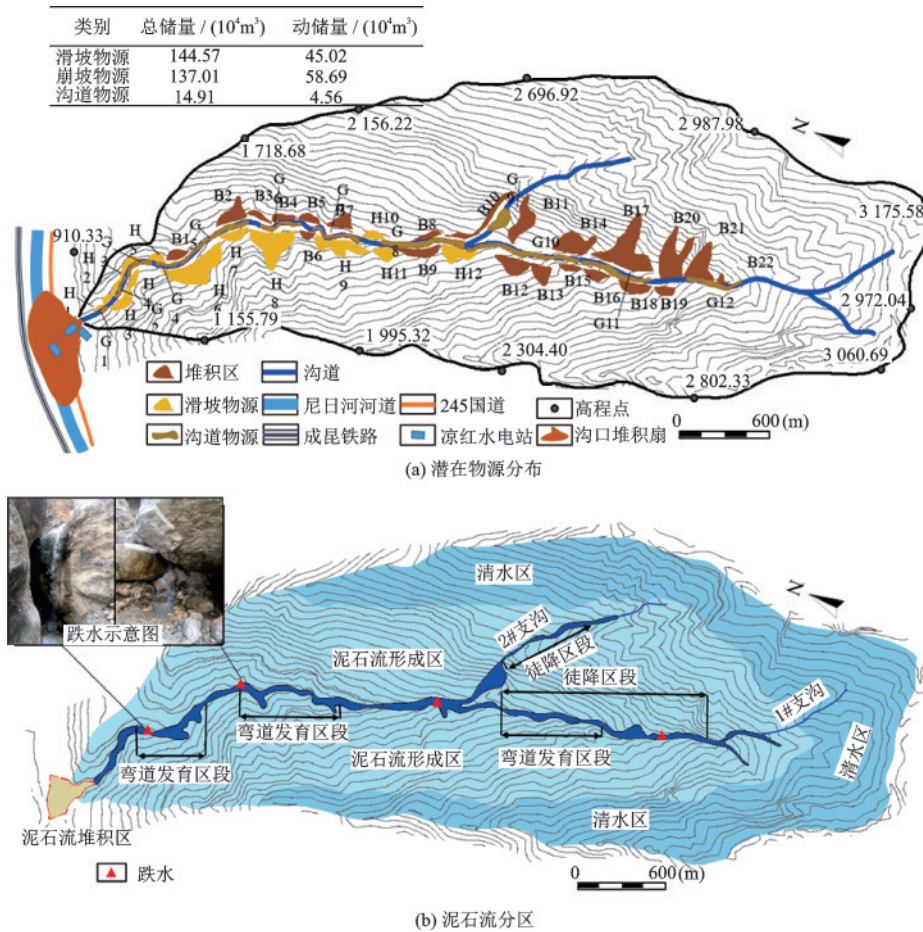 类别 总储量 / (10⁴m³) 动储量 / (10⁴m³)
滑坡物源 144.57 45.02
崩坡物源 137.01 58.69
沟道物源 14.91 4.56
2 696.92
2 156.22
2 987.98
1 718.68
N
3 175.58
910.33
B2
B4
B5
H10
B8
B11
B14
B17
B20
B21
B22
B6
H11
B9
H12
G10
B12
B13
B15
B16
G11
B18
B19
G12
2 972.04
1 155.79
1 995.32
2 304.40
2 802.33
3 060.69
堆积区 沟道
滑坡物源 尼日河河道 245国道 高程点
沟道物源 成昆铁路 凉红水电站 沟口堆积扇
0 600 (m)
(a) 潜在物源分布
跌水示意图
清水区
N
泥石流形成区
2#支沟
徒降区段
徒降区段
1#支沟
清水区
弯道发育区段
弯道发育区段
泥石流形成区
弯道发育区段
清水区
泥石流堆积区
跌水
0 600 (m)
(b) 泥石流分区